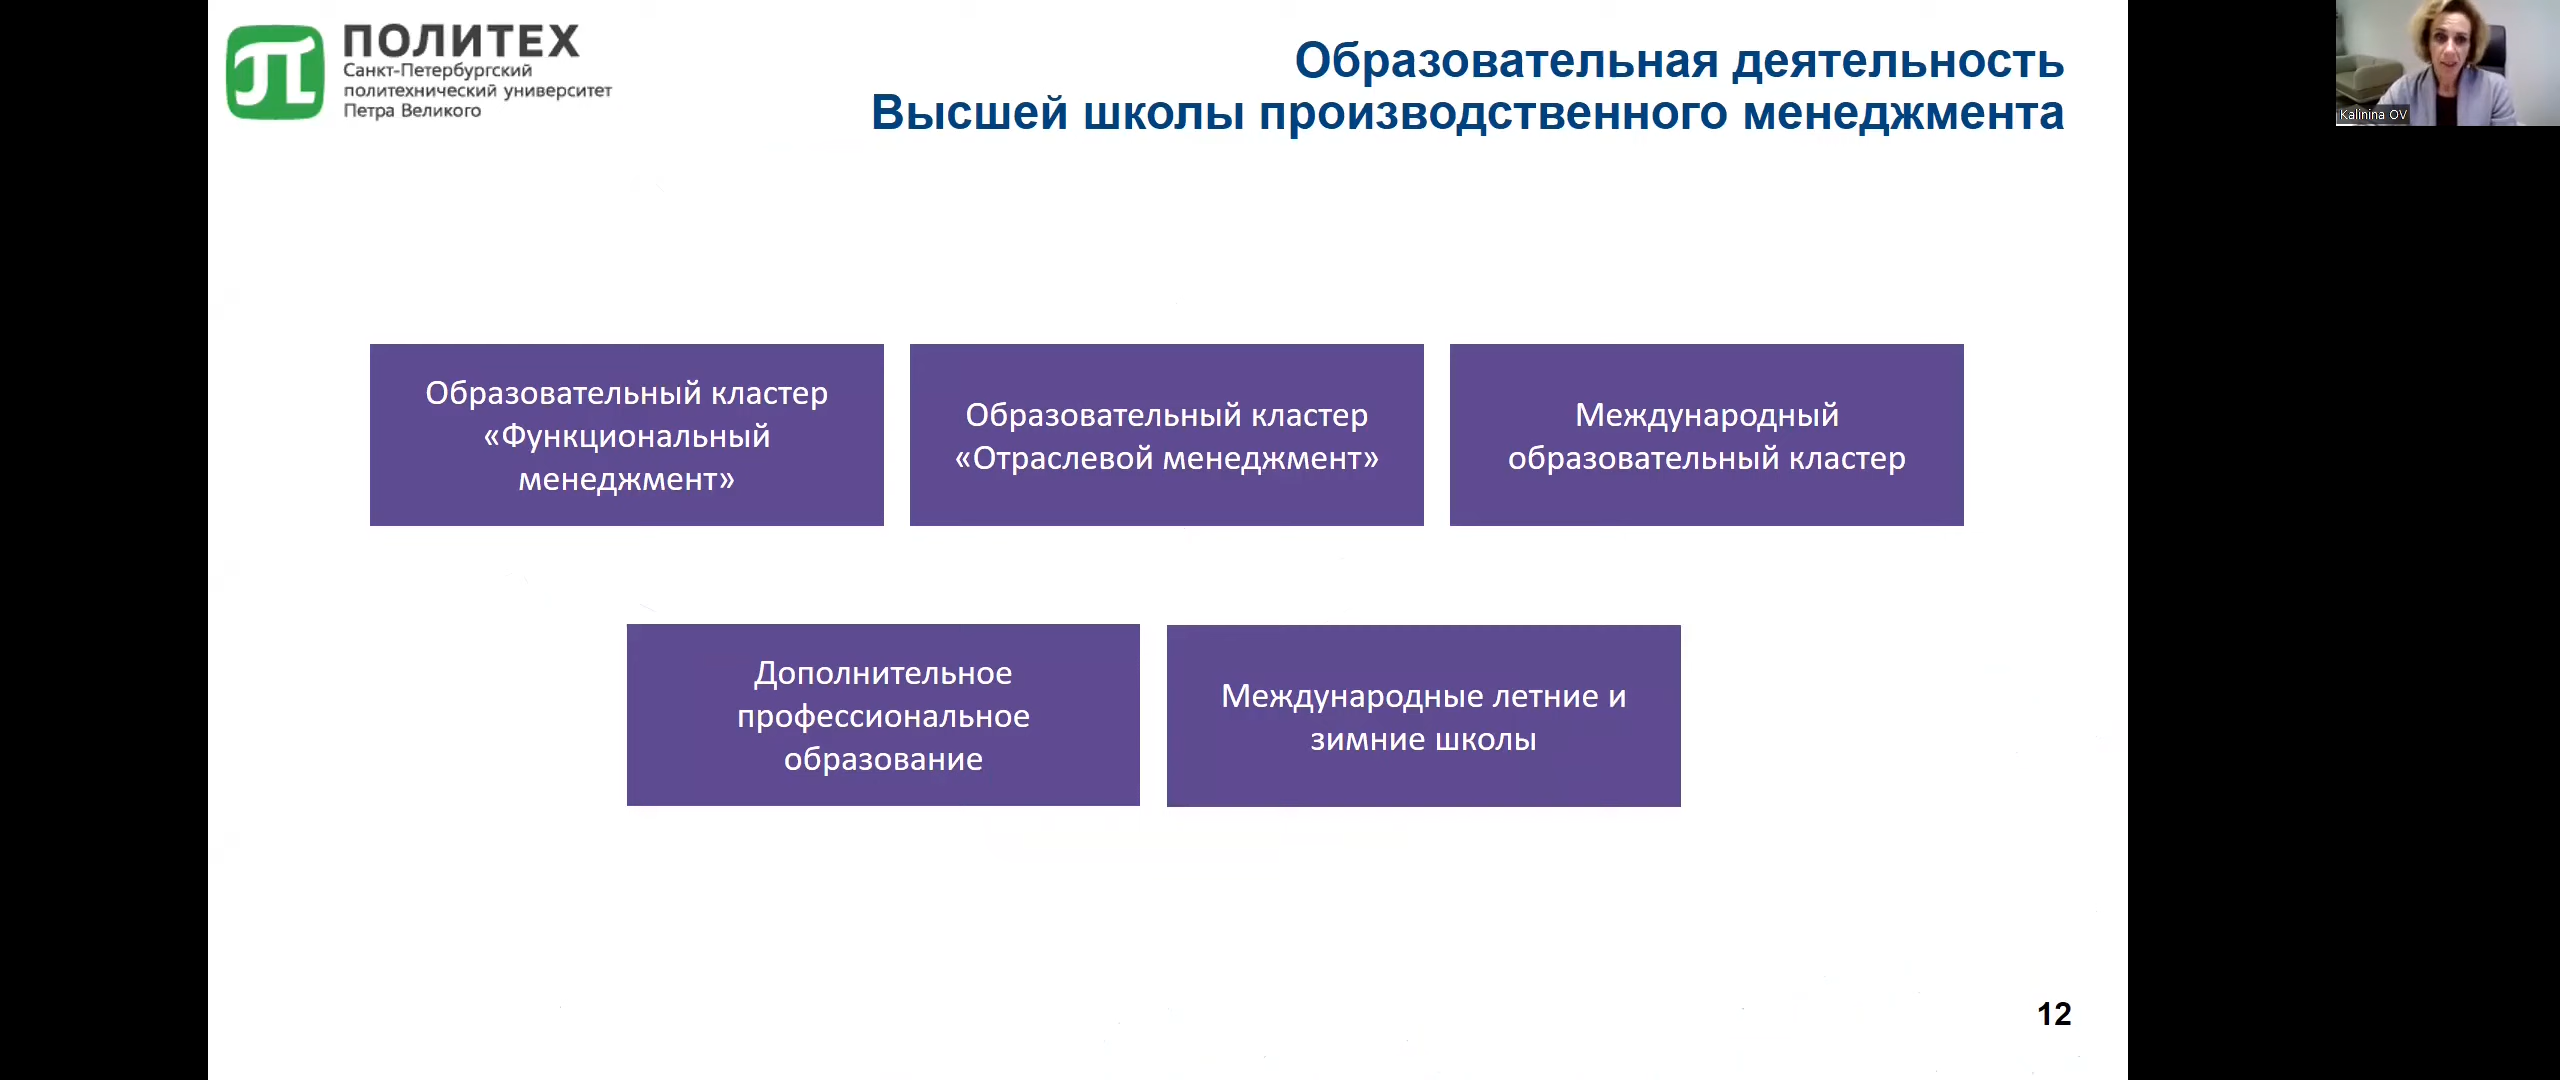 ПОЛИТЕХ
Санкт-Петербургский
политехнический университет
Петра Великого
Образовательная деятельность
Высшей школы производственного менеджмента
Kalinina OV
Образовательный кластер
«Функциональный
менеджмент»
Образовательный кластер
«Отраслевой менеджмент»
Международный
образовательный кластер
Дополнительное
профессиональное
образование
Международные летние и
зимние школы
12